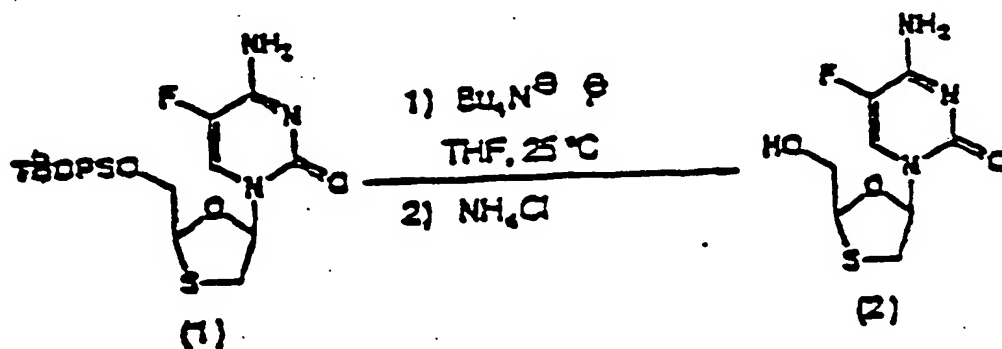 NH₂
F
N
TBDPSO
N
O
O
S
(1)
1) Bu₄N⊖ F⊖
THF, 25 °C
2) NH₄Cl
NH₂
F
N
HO
N
O
O
S
(2)